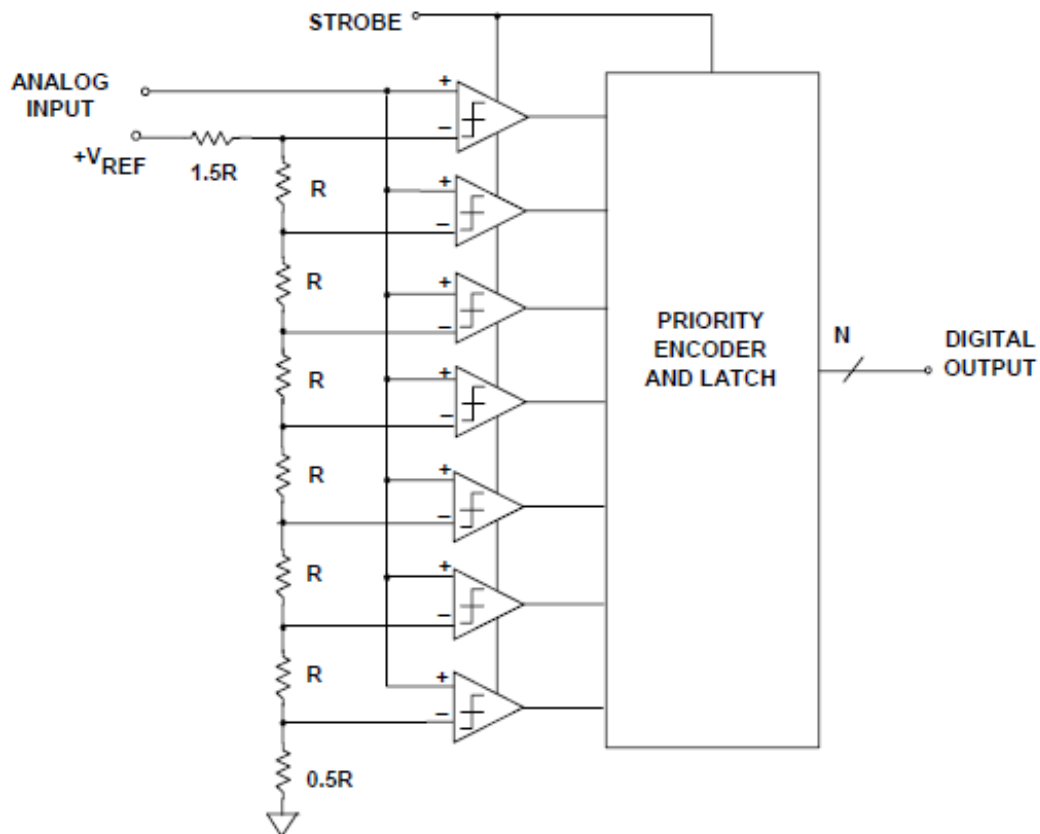 STROBE
ANALOG
INPUT
+VREF
1.5R
+
−
R
+
−
R
+
−
R
+
−
R
+
−
R
+
−
R
+
−
0.5R
PRIORITY
ENCODER
AND LATCH
N
DIGITAL
OUTPUT